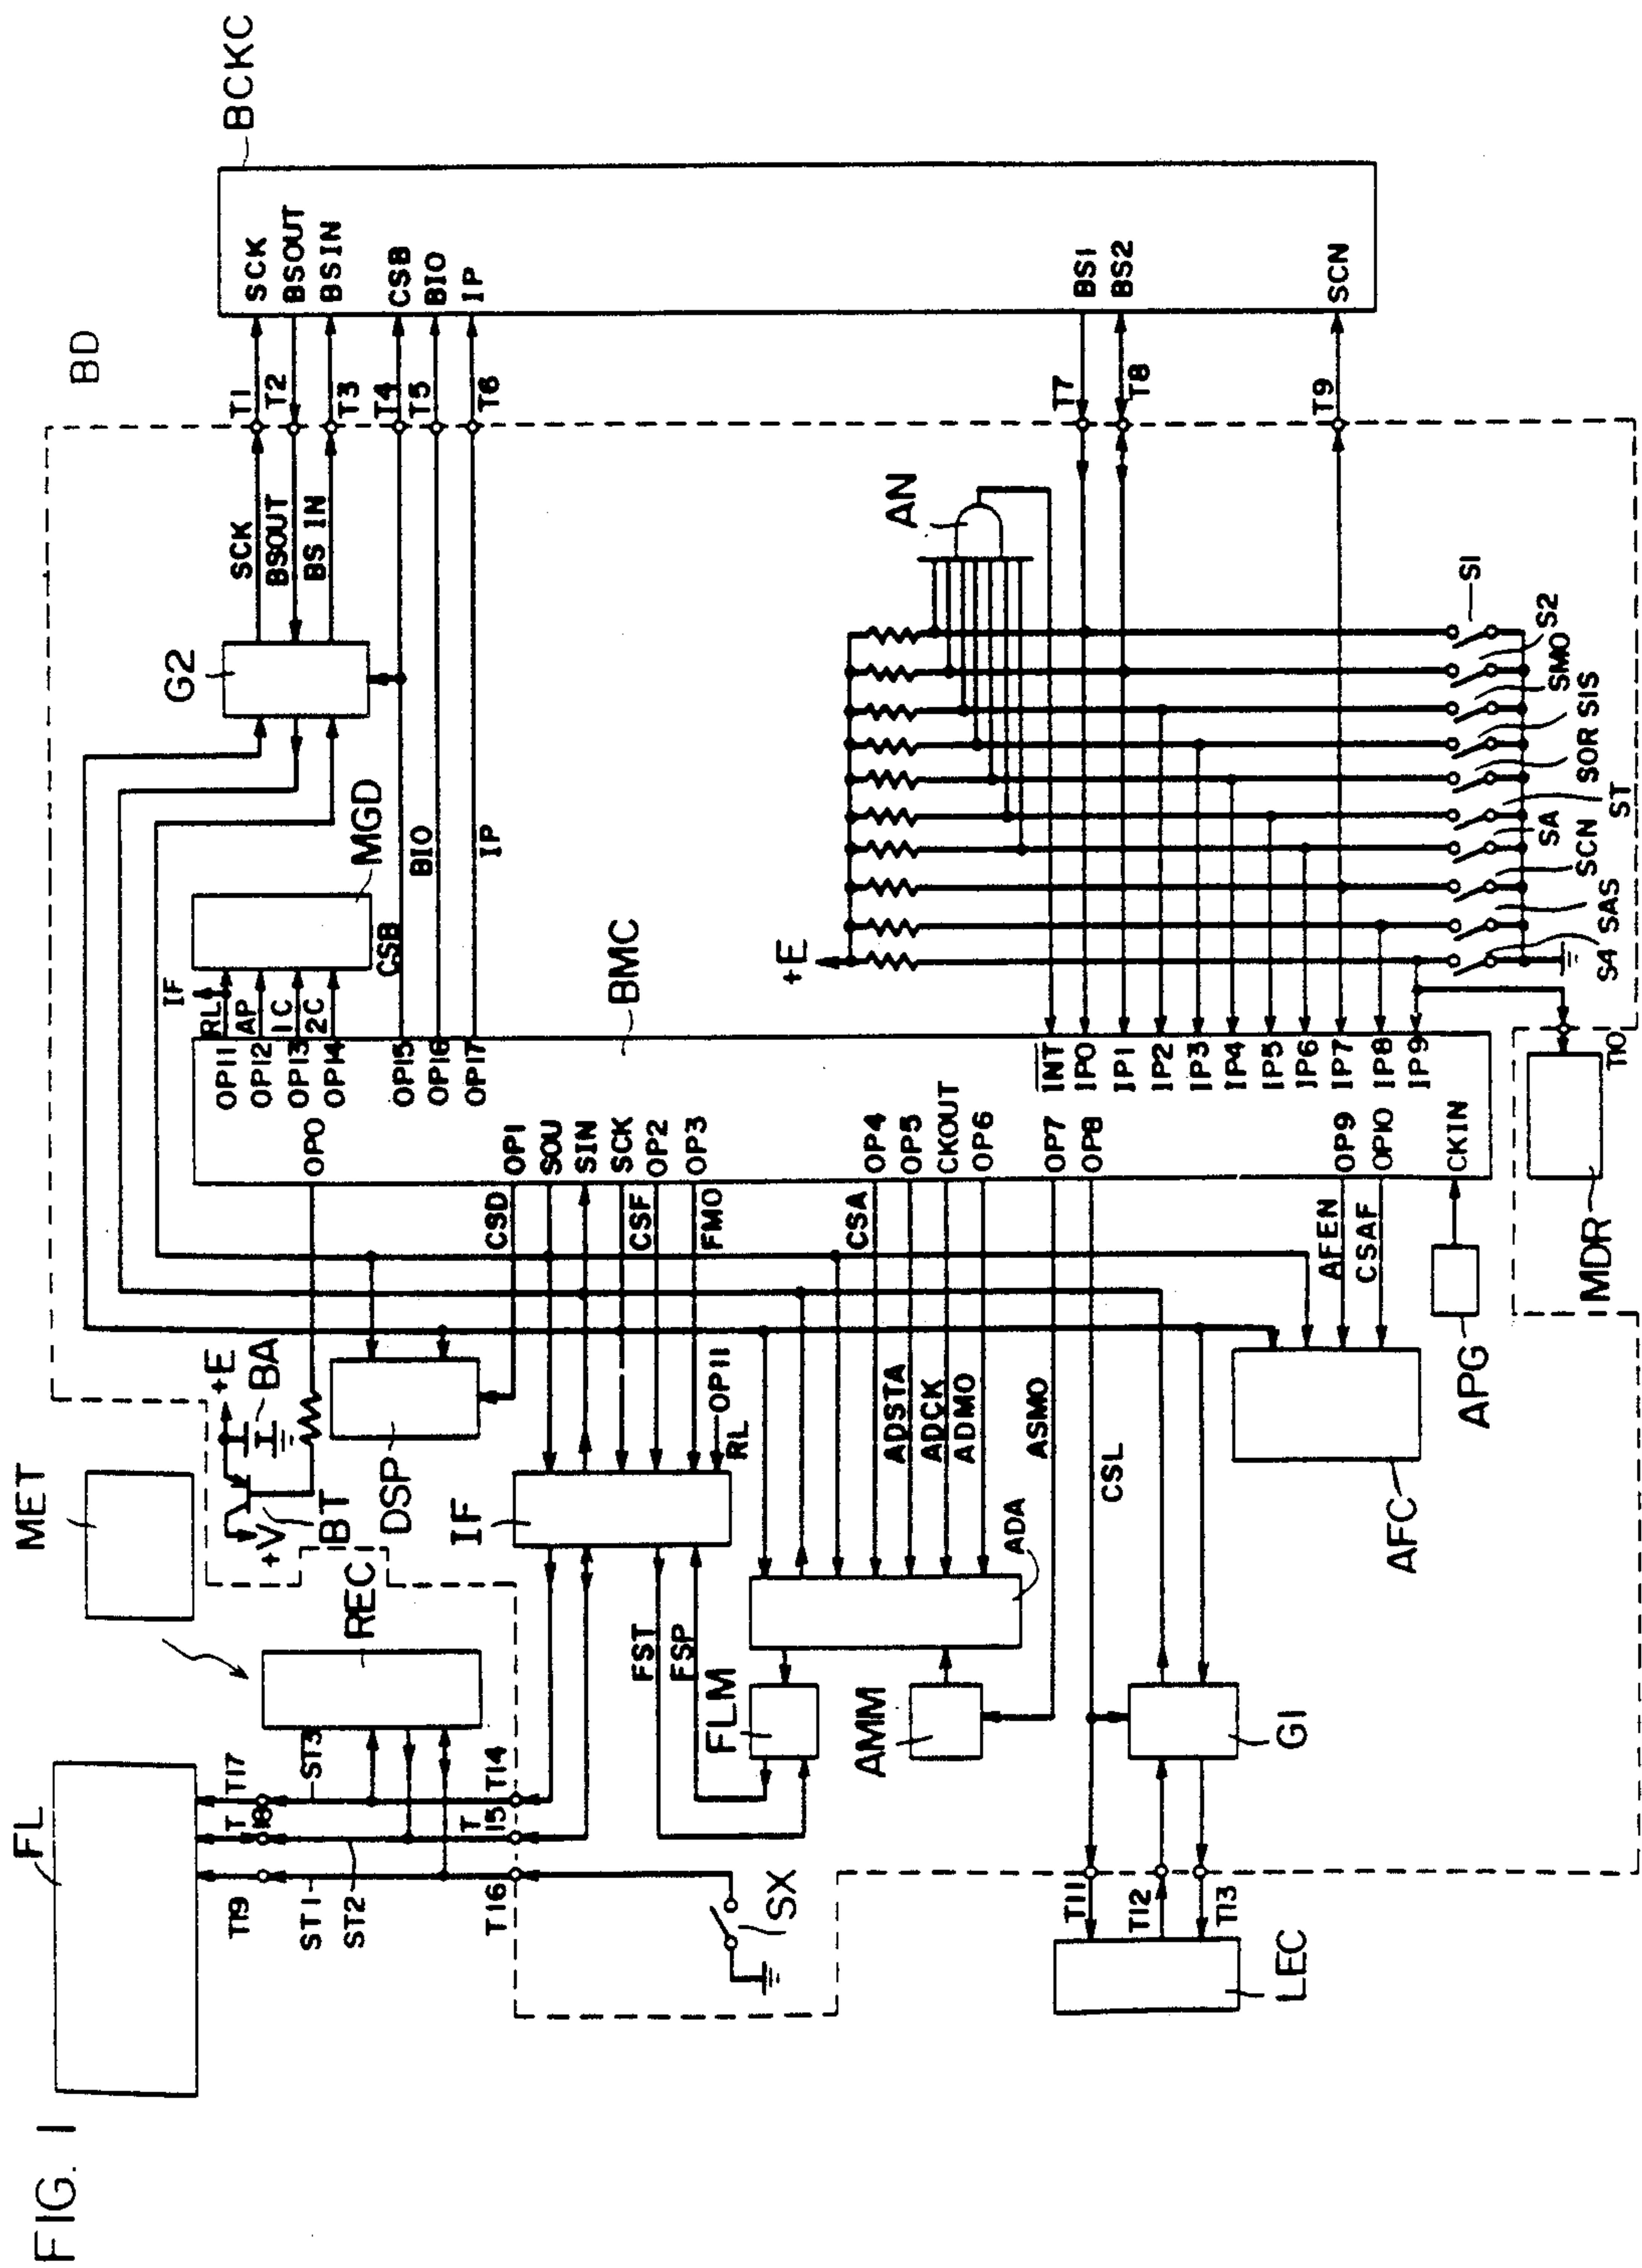 FIG. 1
FL
MET
BD
BCKC
T19
T18
T17
ST1
ST2
ST3
REC
T16
T15
T14
SX
+V
BT
+E
BA
DSP
IF
FST
FSP
FLM
AMM
ADA
RL
OP11
OP0
CSD
OP1
SOU
SIN
SCK
CSF
OP2
FMO
OP3
CSA
OP4
ADSTA
OP5
ADCK
CKOUT
ADMO
OP6
ASMO
OP7
CSL
OP8
AFEN
OP9
CSAF
OP10
CKIN
APG
AFC
G1
LEC
T11
T12
T13
BMC
IF
RL
OP11
AP
OP12
1C
OP13
2C
OP14
CSB
OP15
BIO
OP16
IP
OP17
MGD
G2
SCK
BSOUT
BS IN
T1
T2
T3
T4
T5
T6
SCK
BSOUT
BSIN
CSB
BIO
IP
BS1
BS2
SCN
T7
T8
T9
AN
+E
INT
IP0
IP1
IP2
IP3
IP4
IP5
IP6
IP7
IP8
IP9
S1
S2
SMO
SIS
SOR
ST
SA
SCN
SAS
S4
T10
MDR